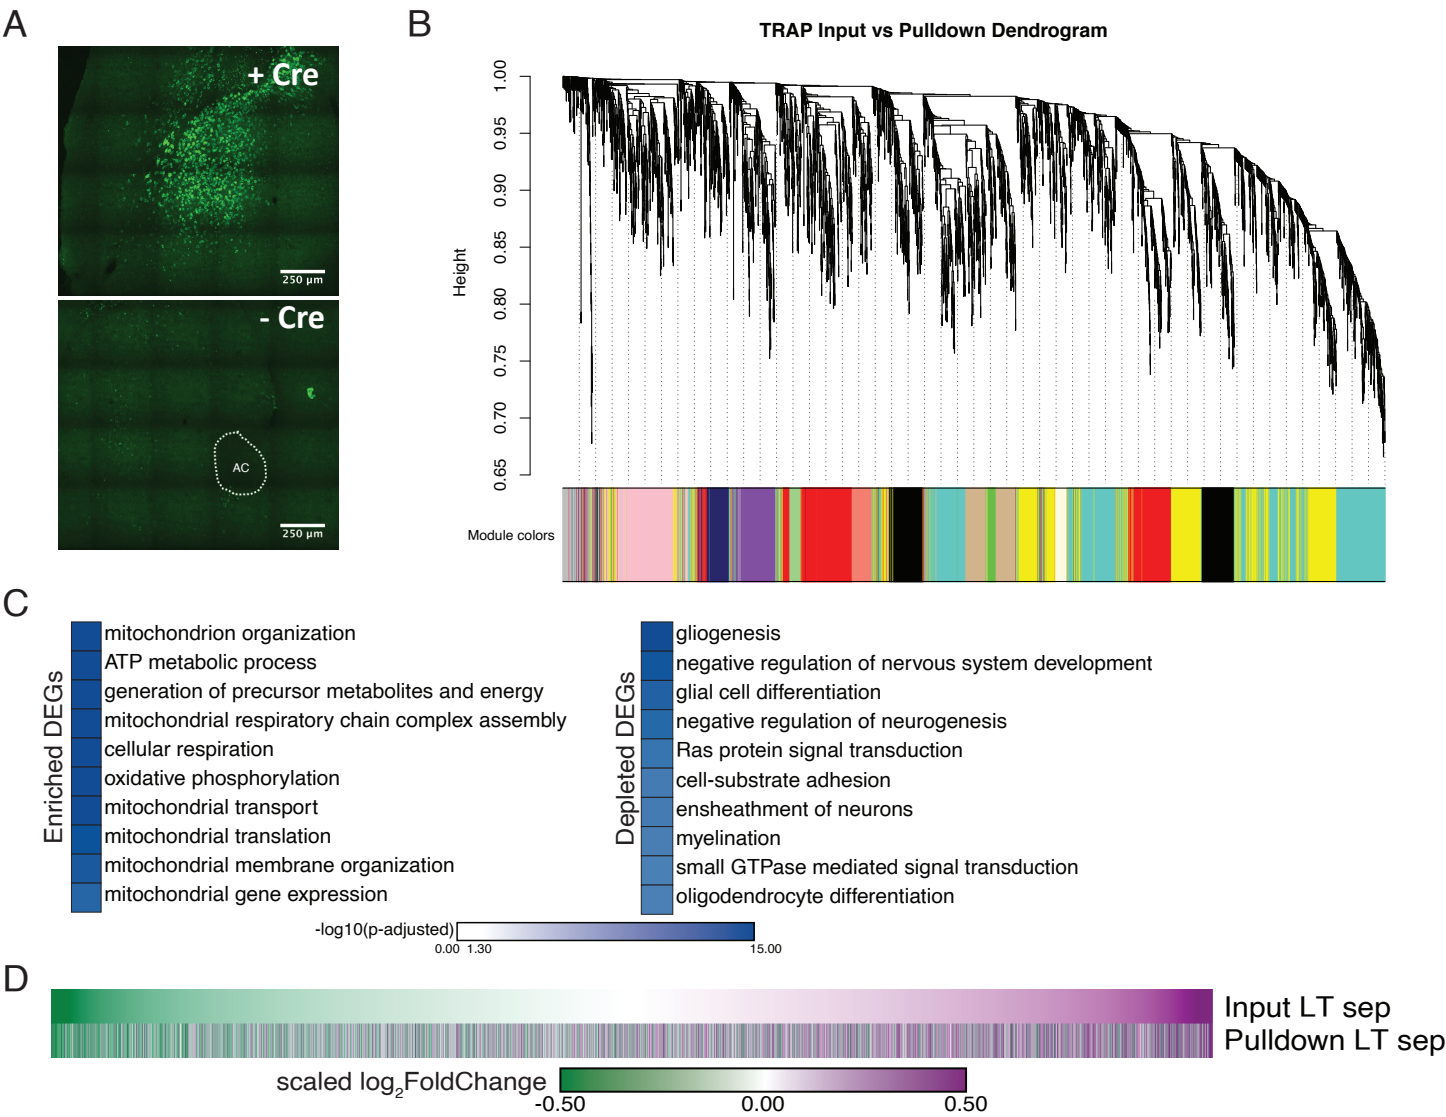 A
+ Cre
250 µm
- Cre
AC
250 µm
B
TRAP Input vs Pulldown Dendrogram
Height
1.00
0.95
0.90
0.85
0.80
0.75
0.70
0.65
Module colors
C
Enriched DEGs
mitochondrion organization
ATP metabolic process
generation of precursor metabolites and energy
mitochondrial respiratory chain complex assembly
cellular respiration
oxidative phosphorylation
mitochondrial transport
mitochondrial translation
mitochondrial membrane organization
mitochondrial gene expression
Depleted DEGs
gliogenesis
negative regulation of nervous system development
glial cell differentiation
negative regulation of neurogenesis
Ras protein signal transduction
cell-substrate adhesion
ensheathment of neurons
myelination
small GTPase mediated signal transduction
oligodendrocyte differentiation
-log10(p-adjusted)
0.00 1.30 15.00
D
Input LT sep
Pulldown LT sep
scaled log2FoldChange
-0.50 0.00 0.50